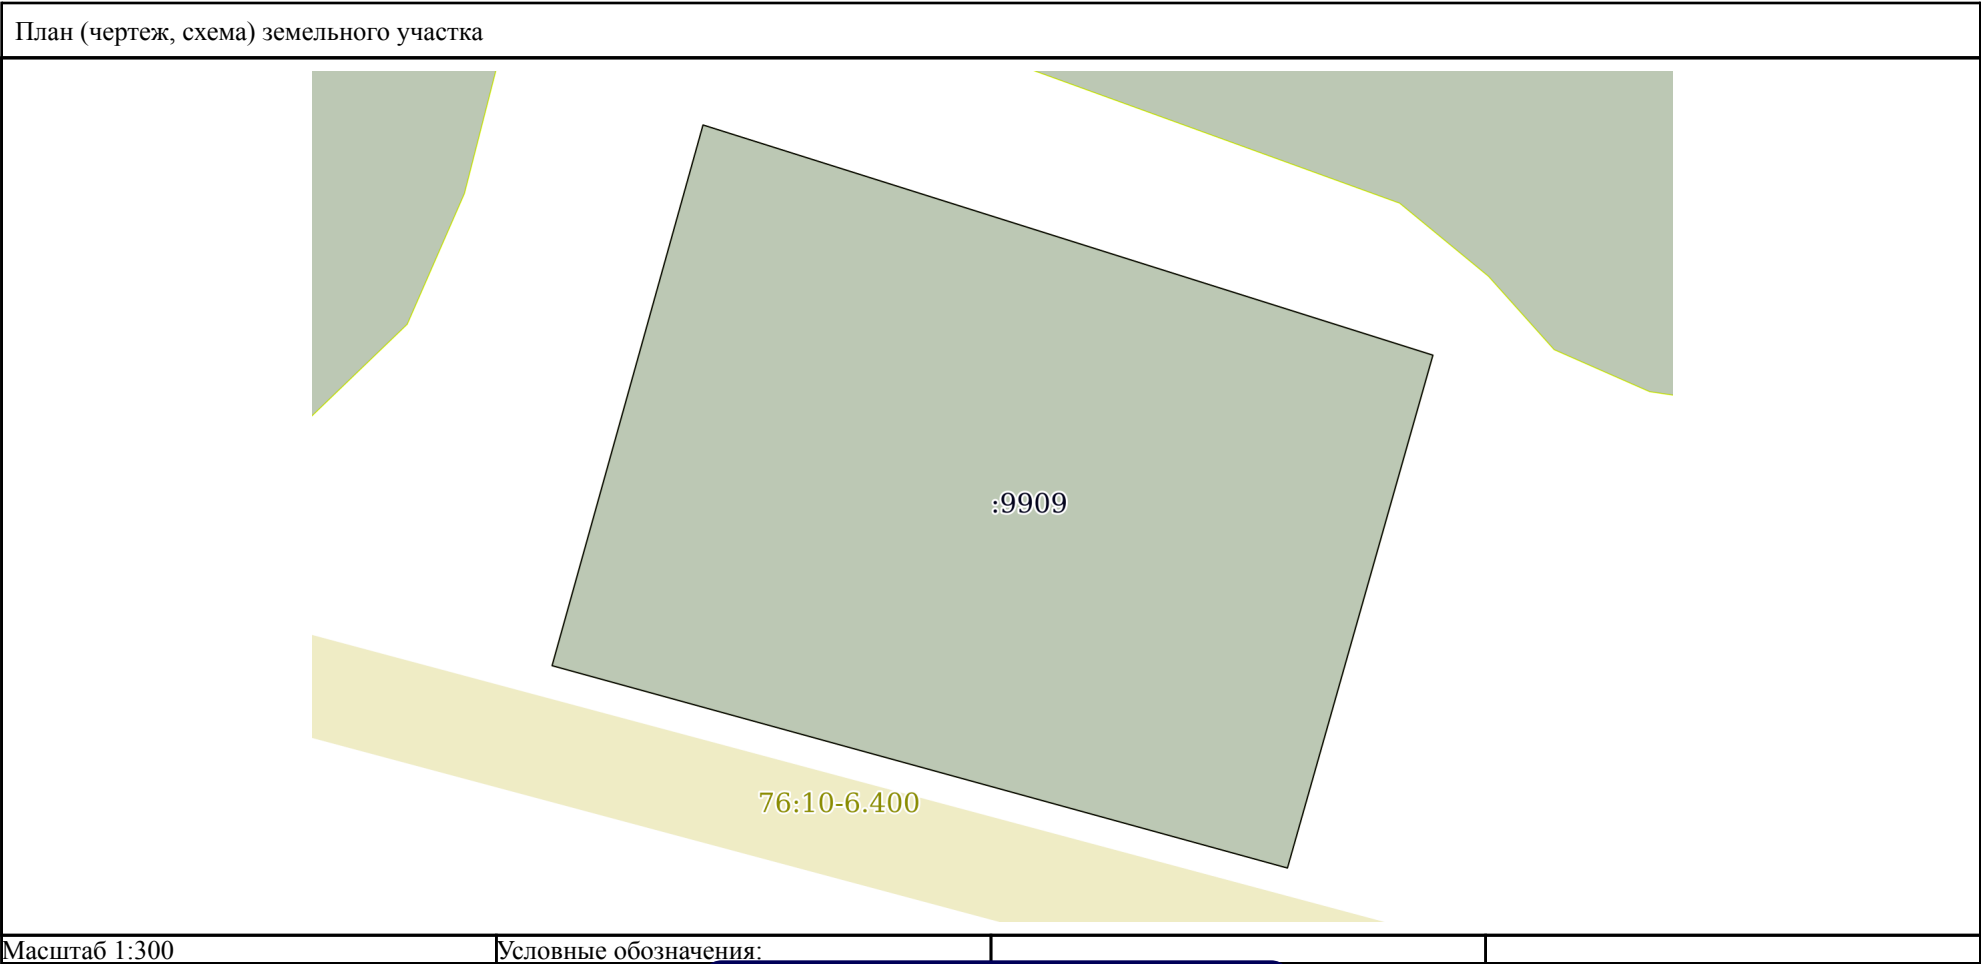 План (чертеж, схема) земельного участка
:9909
76:10-6.400
Масштаб 1:300
Условные обозначения: